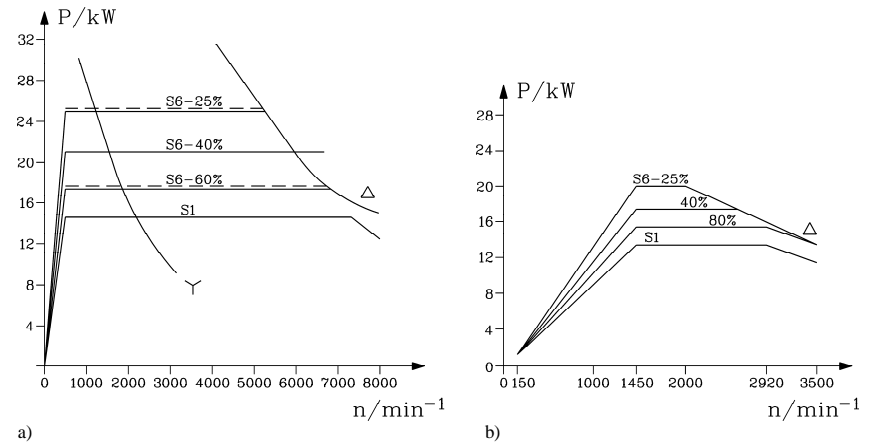 P/kW
32
28
24
20
16
12
8
4
0 1000 2000 3000 4000 5000 6000 7000 8000
n/min⁻¹
S6-25%
S6-40%
S6-60%
S1
Δ
Y
a)
P/kW
28
24
20
16
12
8
4
0
0 150 1000 1450 2000 2920 3500
n/min⁻¹
S6-25%
40%
80%
S1
Δ
b)